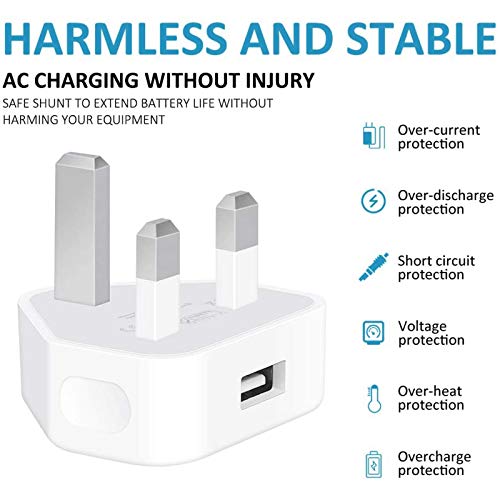 HARMLESS AND STABLE
AC CHARGING WITHOUT INJURY
SAFE SHUNT TO EXTEND BATTERY LIFE WITHOUT
HARMING YOUR EQUIPMENT
Over-current
protection
Over-discharge
protection
Short circuit
protection
Voltage
protection
Over-heat
protection
Overcharge
protection